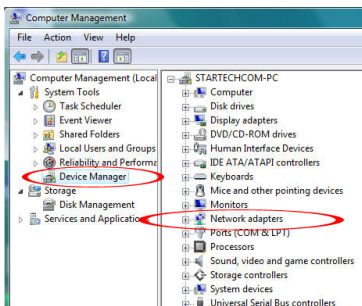 Computer Management
File Action View Help
Computer Management (Local
System Tools
Task Scheduler
Event Viewer
Shared Folders
Local Users and Groups
Reliability and Performa
Device Manager
Storage
Disk Management
Services and Application
STARTECHCOM-PC
Computer
Disk drives
Display adapters
DVD/CD-ROM drives
Human Interface Devices
IDE ATA/ATAPI controllers
Keyboards
Mice and other pointing devices
Monitors
Network adapters
Ports (COM & LPT)
Processors
Sound, video and game controllers
Storage controllers
System devices
Universal Serial Bus controllers